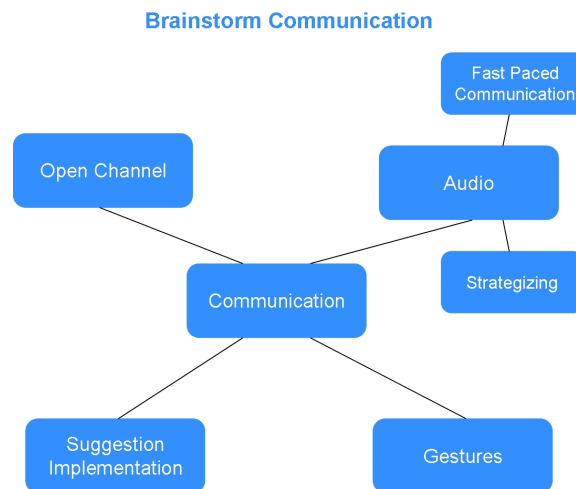 Brainstorm Communication
Fast Paced
Communication
Open Channel
Audio
Strategizing
Communication
Suggestion
Implementation
Gestures